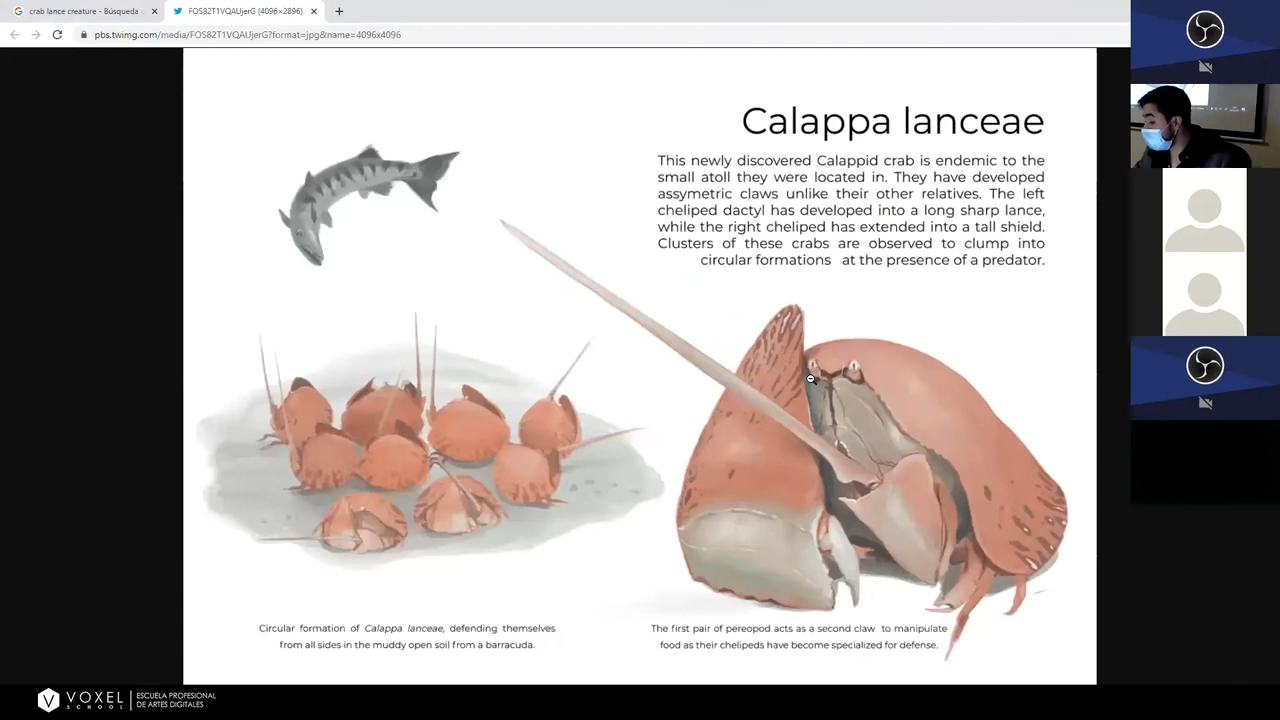 crab lance creature - Búsqueda
FOS82T1VQAUjerG (4096×2896)
pbs.twimg.com/media/FOS82T1VQAUjerG?format=jpg&name=4096x4096
Calappa lanceae
This newly discovered Calappid crab is endemic to the
small atoll they were located in. They have developed
assymetric claws unlike their other relatives. The left
cheliped dactyl has developed into a long sharp lance,
while the right cheliped has extended into a tall shield.
Clusters of these crabs are observed to clump into
circular formations at the presence of a predator.
Circular formation of Calappa lanceae, defending themselves
from all sides in the muddy open soil from a barracuda.
The first pair of pereopod acts as a second claw to manipulate
food as their chelipeds have become specialized for defense.
VOXEL
SCHOOL
ESCUELA PROFESIONAL
DE ARTES DIGITALES